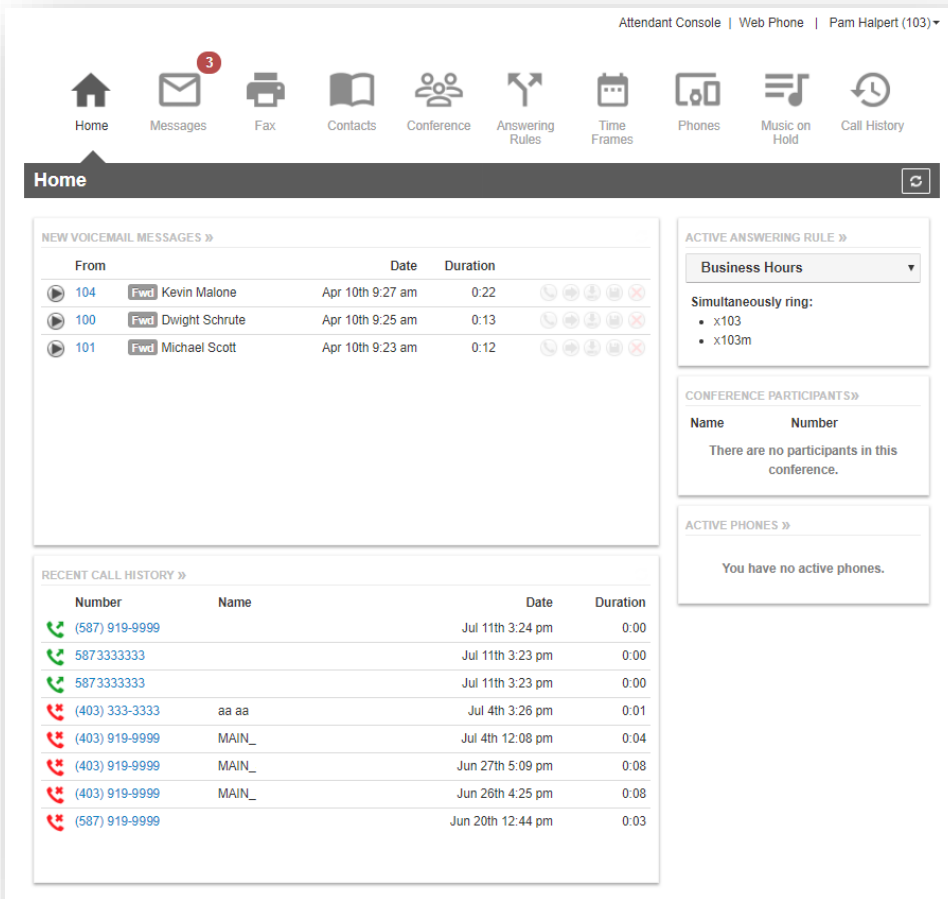 Attendant Console | Web Phone | Pam Halpert (103)
3
Home Messages Fax Contacts Conference Answering Rules Time Frames Phones Music on Hold Call History
Home
NEW VOICEMAIL MESSAGES »
From Date Duration
104 Fwd Kevin Malone Apr 10th 9:27 am 0:22
100 Fwd Dwight Schrute Apr 10th 9:25 am 0:13
101 Fwd Michael Scott Apr 10th 9:23 am 0:12
RECENT CALL HISTORY »
Number Name Date Duration
(587) 919-9999 Jul 11th 3:24 pm 0:00
5873333333 Jul 11th 3:23 pm 0:00
5873333333 Jul 11th 3:23 pm 0:00
(403) 333-3333 aa aa Jul 4th 3:26 pm 0:01
(403) 919-9999 MAIN_ Jul 4th 12:08 pm 0:04
(403) 919-9999 MAIN_ Jun 27th 5:09 pm 0:08
(403) 919-9999 MAIN_ Jun 26th 4:25 pm 0:08
(587) 919-9999 Jun 20th 12:44 pm 0:03
ACTIVE ANSWERING RULE »
Business Hours
Simultaneously ring:
• x103
• x103m
CONFERENCE PARTICIPANTS»
Name Number
There are no participants in this
conference.
ACTIVE PHONES »
You have no active phones.